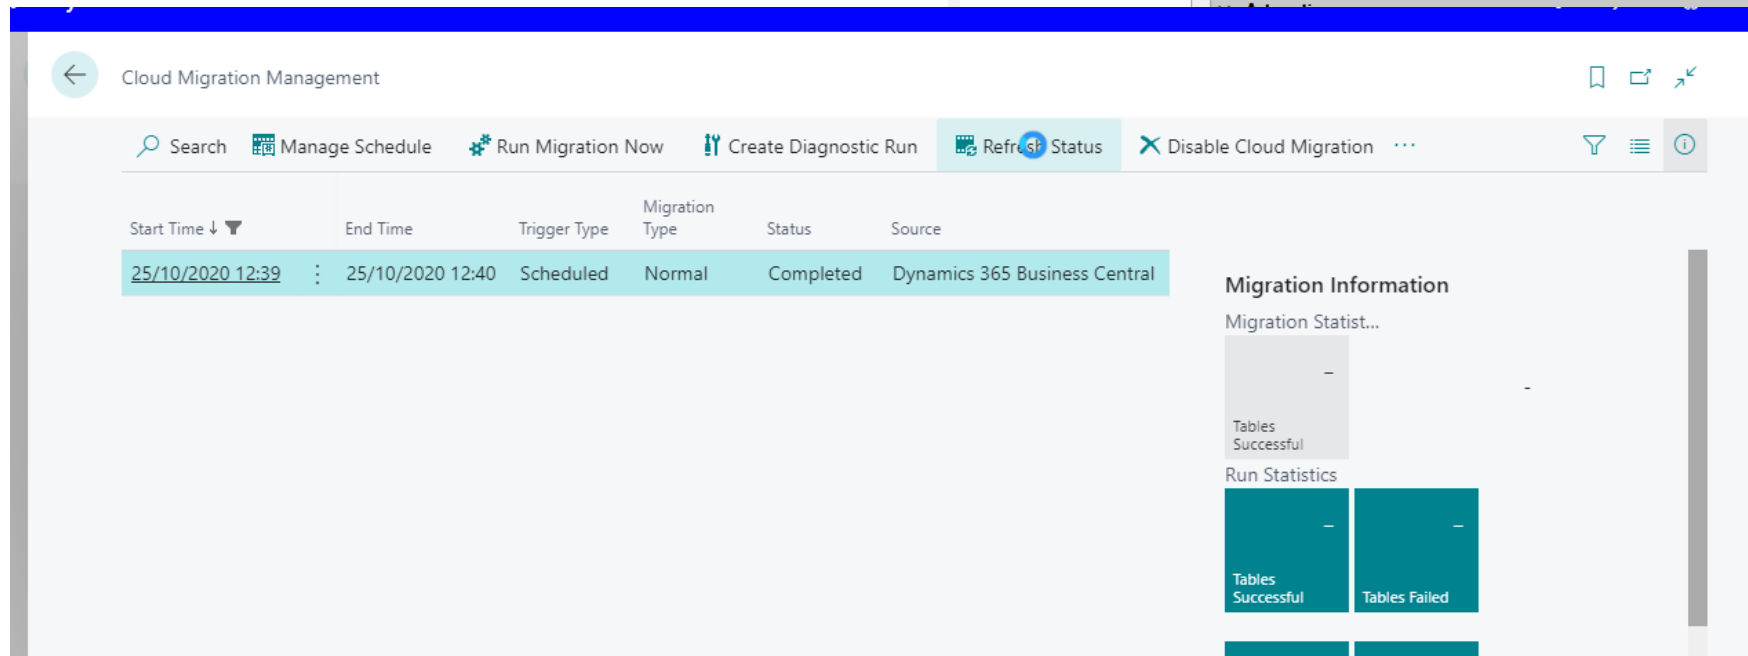 Cloud Migration Management
Search Manage Schedule Run Migration Now Create Diagnostic Run Refresh Status Disable Cloud Migration ...
Start Time ↓ End Time Trigger Type Migration Type Status Source
25/10/2020 12:39 25/10/2020 12:40 Scheduled Normal Completed Dynamics 365 Business Central
Migration Information
Migration Statist...
–
-
Tables
Successful
Run Statistics
– –
Tables
Successful Tables Failed